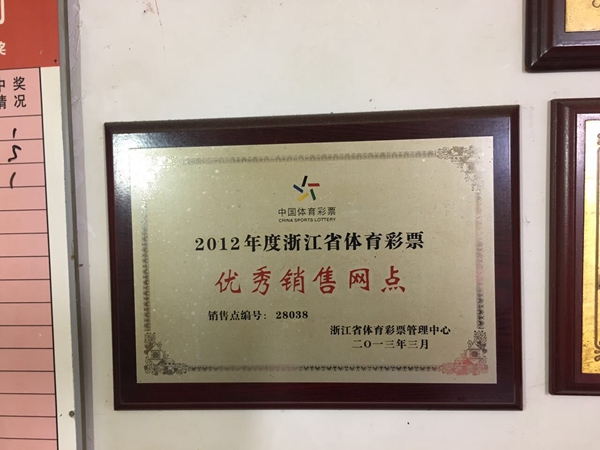 奖
中奖
情况
中国体育彩票
CHINA SPORTS LOTTERY
2012年度浙江省体育彩票
优秀销售网点
销售点编号：28038
浙江省体育彩票管理中心
二〇一三年三月